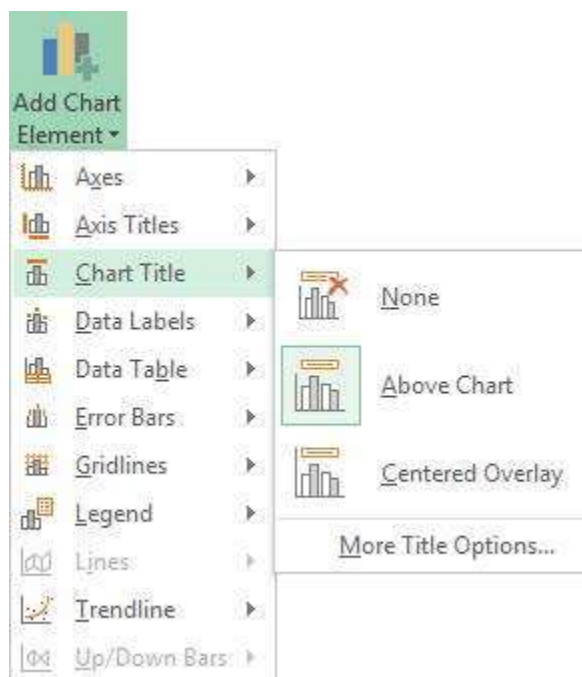 Add Chart
Element
Axes
Axis Titles
Chart Title
None
Data Labels
Data Table
Above Chart
Error Bars
Gridlines
Centered Overlay
Legend
More Title Options...
Lines
Trendline
Up/Down Bars